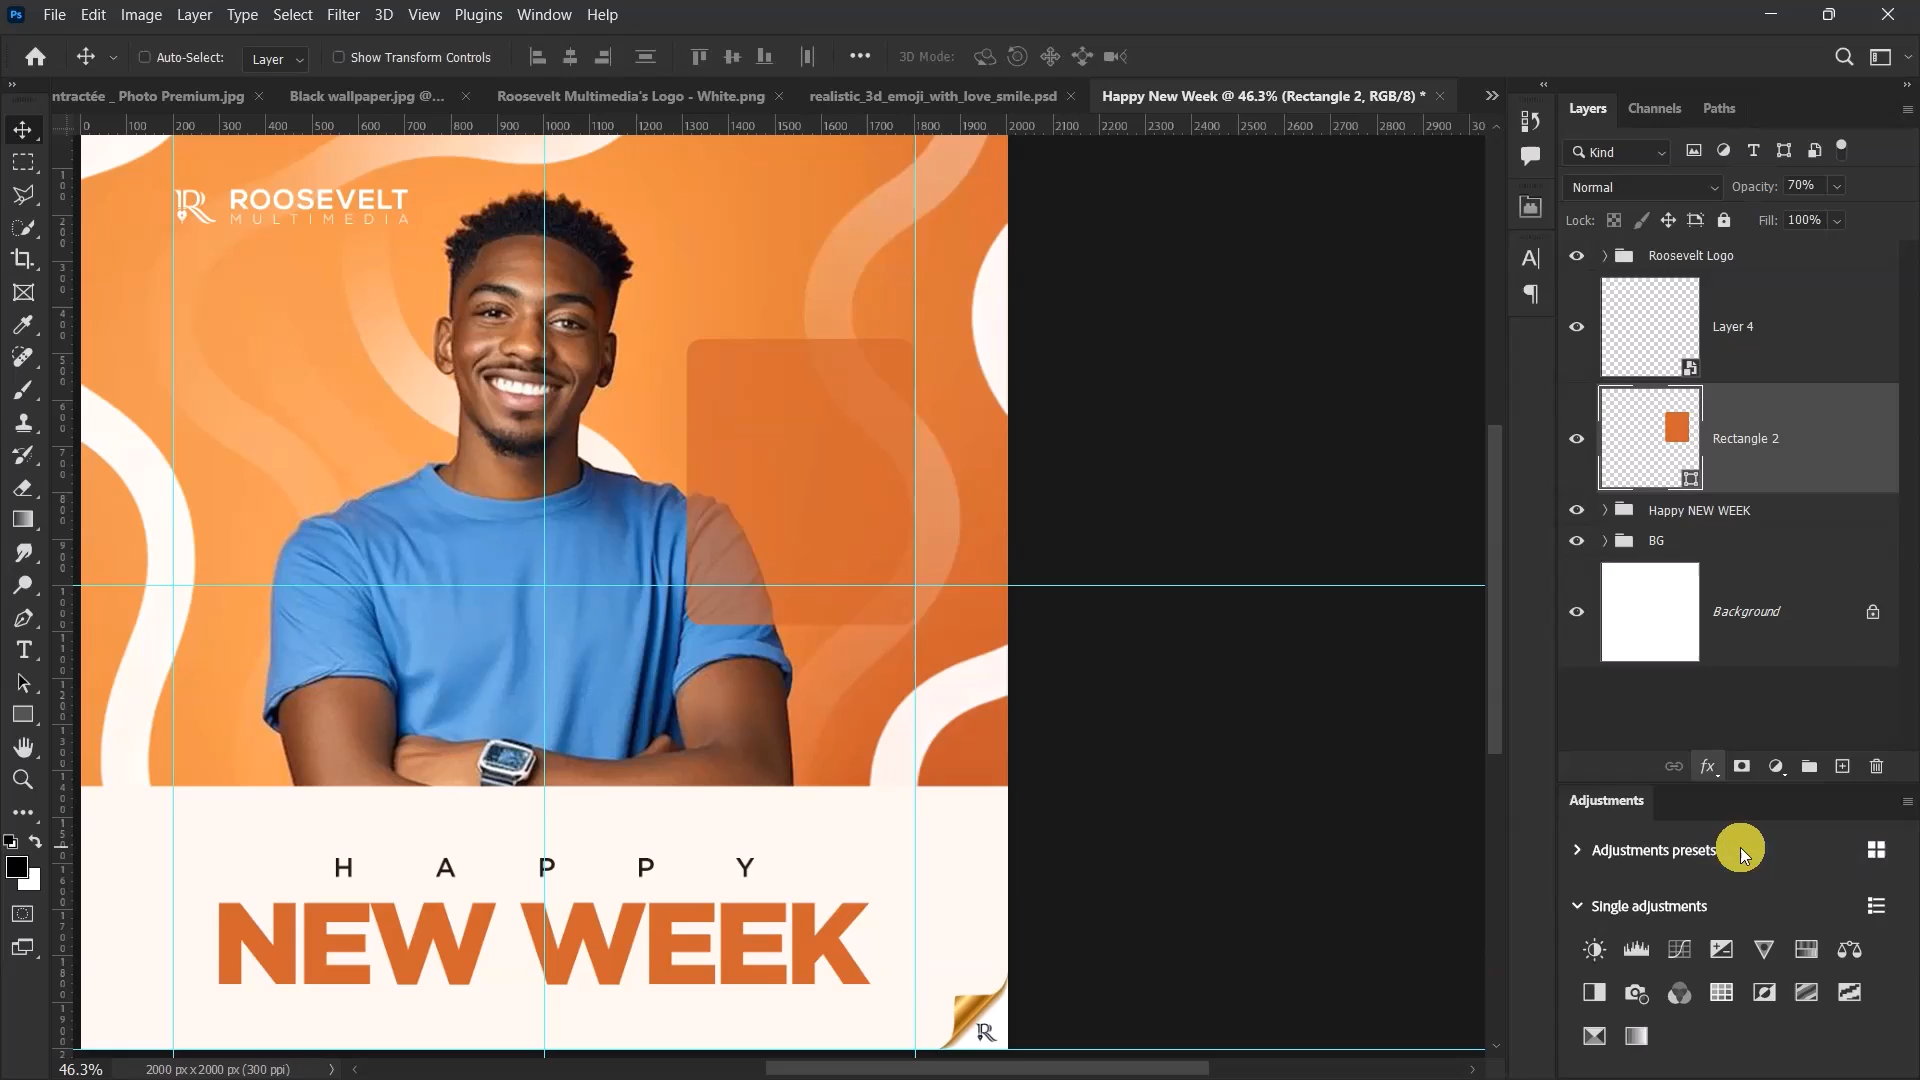 Ps File Edit Image Layer Type Select Filter 3D View Plugins Window Help
Auto-Select: Layer Show Transform Controls 3D Mode:
ntractée _ Photo Premium.jpg Black wallpaper.jpg @... Roosevelt Multimedia's Logo - White.png realistic_3d_emoji_with_love_smile.psd Happy New Week @ 46.3% (Rectangle 2, RGB/8) *
0 100 200 300 400 500 600 700 800 900 1000 1100 1200 1300 1400 1500 1600 1700 1800 1900 2000 2100 2200 2300 2400 2500 2600 2700 2800 2900 30
ROOSEVELT
MULTIMEDIA
HAPPY
NEW WEEK
Layers Channels Paths
Kind
Normal Opacity: 70%
Lock: Fill: 100%
Roosevelt Logo
Layer 4
Rectangle 2
Happy NEW WEEK
BG
Background
fx
Adjustments
Adjustments presets
Single adjustments
46.3% 2000 px x 2000 px (300 ppi)